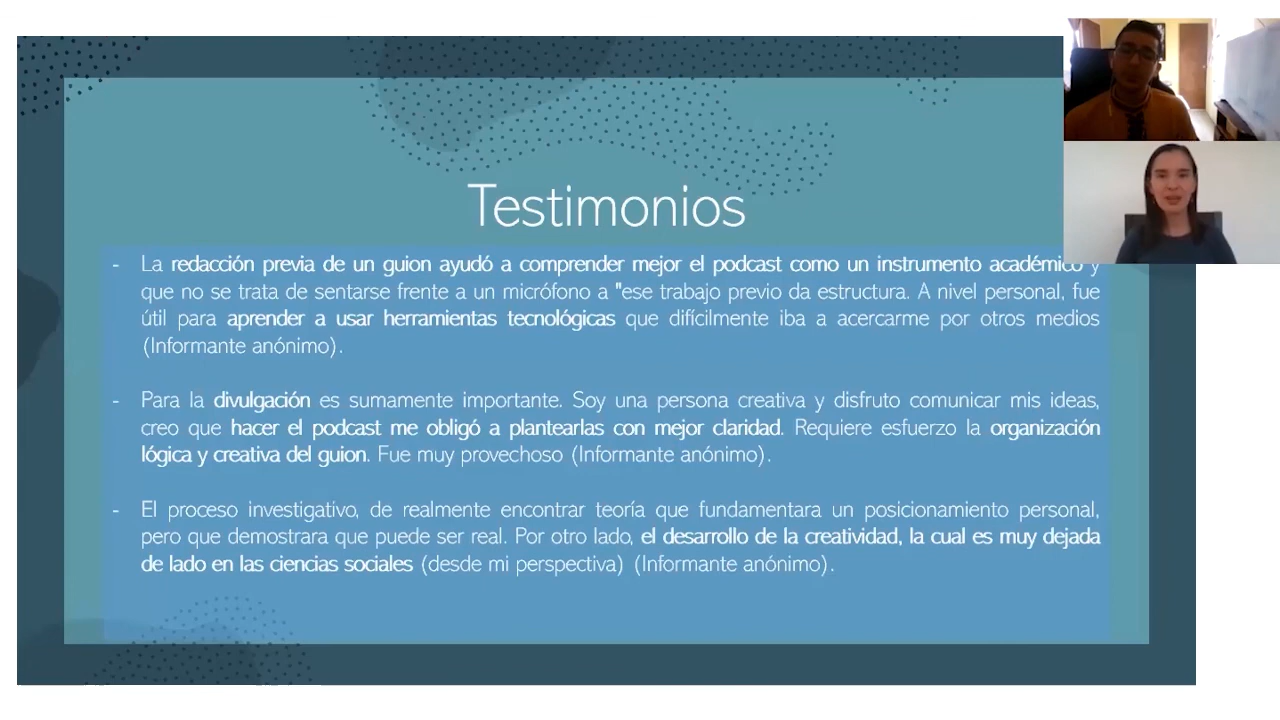 Testimonios
- La redacción previa de un guion ayudó a comprender mejor el podcast como un instrumento académico y
que no se trata de sentarse frente a un micrófono a "ese trabajo previo da estructura. A nivel personal, fue
útil para aprender a usar herramientas tecnológicas que difícilmente iba a acercarme por otros medios
(Informante anónimo).
- Para la divulgación es sumamente importante. Soy una persona creativa y disfruto comunicar mis ideas,
creo que hacer el podcast me obligó a plantearlas con mejor claridad. Requiere esfuerzo la organización
lógica y creativa del guion. Fue muy provechoso (Informante anónimo).
- El proceso investigativo, de realmente encontrar teoría que fundamentara un posicionamiento personal,
pero que demostrara que puede ser real. Por otro lado, el desarrollo de la creatividad, la cual es muy dejada
de lado en las ciencias sociales (desde mi perspectiva) (Informante anónimo).